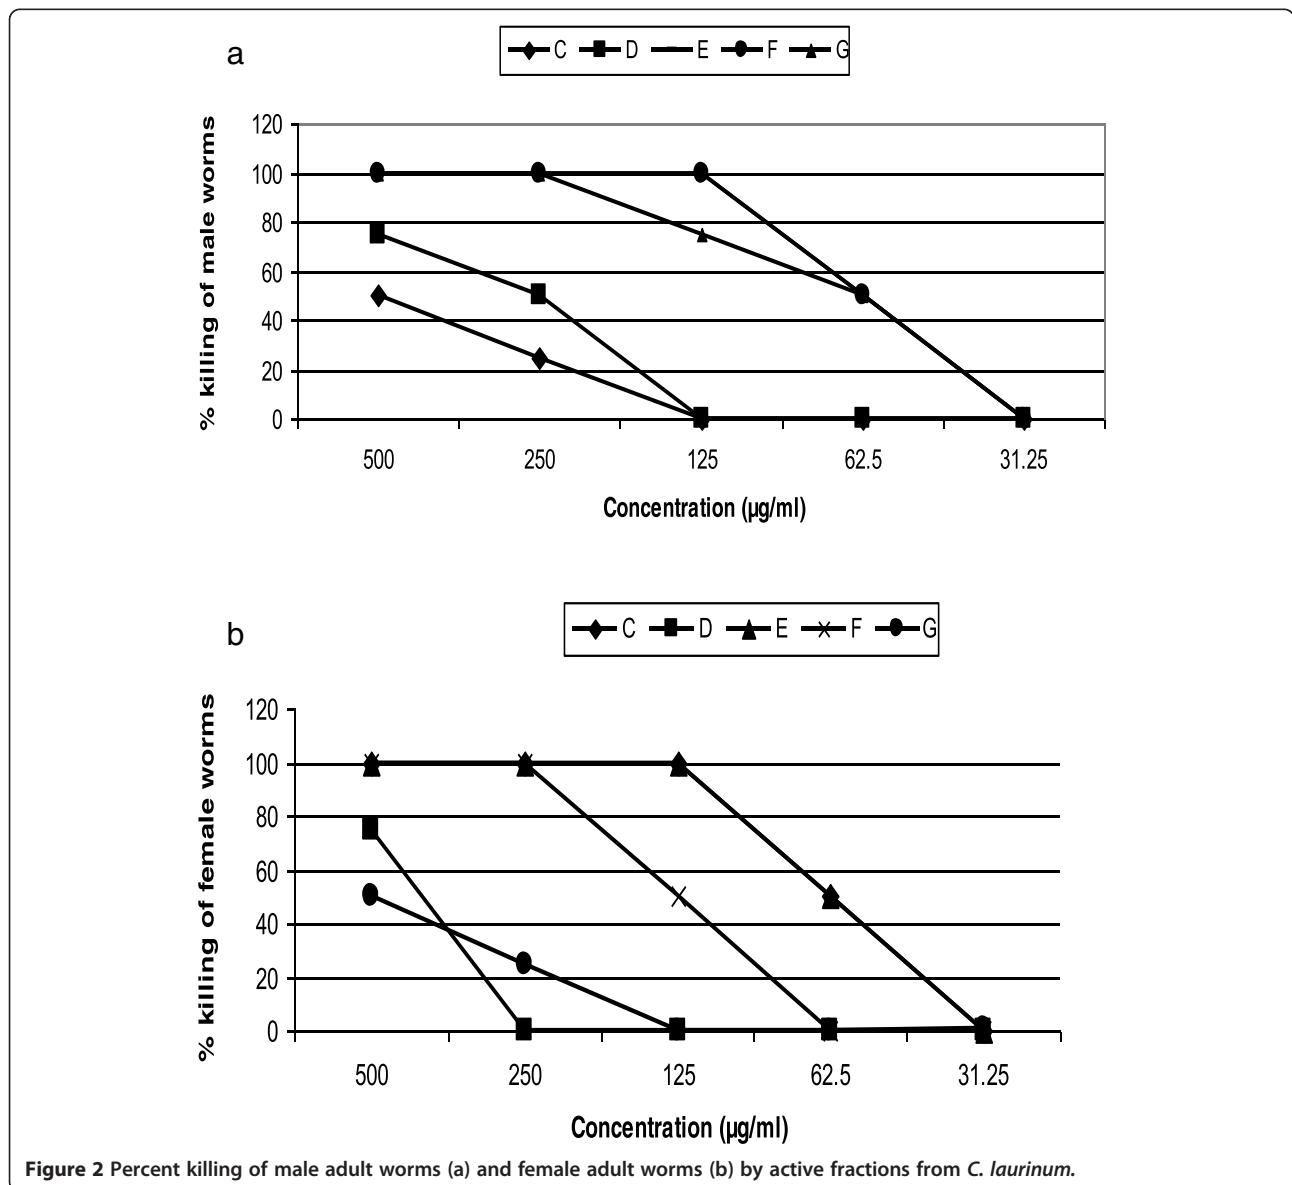 a
C D E F G
120
100
80
60
40
20
0
% killing of male worms
500 250 125 62.5 31.25
Concentration (µg/ml)
b
C D E F G
120
100
80
60
40
20
0
% killing of female worms
500 250 125 62.5 31.25
Concentration (µg/ml)
Figure 2 Percent killing of male adult worms (a) and female adult worms (b) by active fractions from C. laurinum.